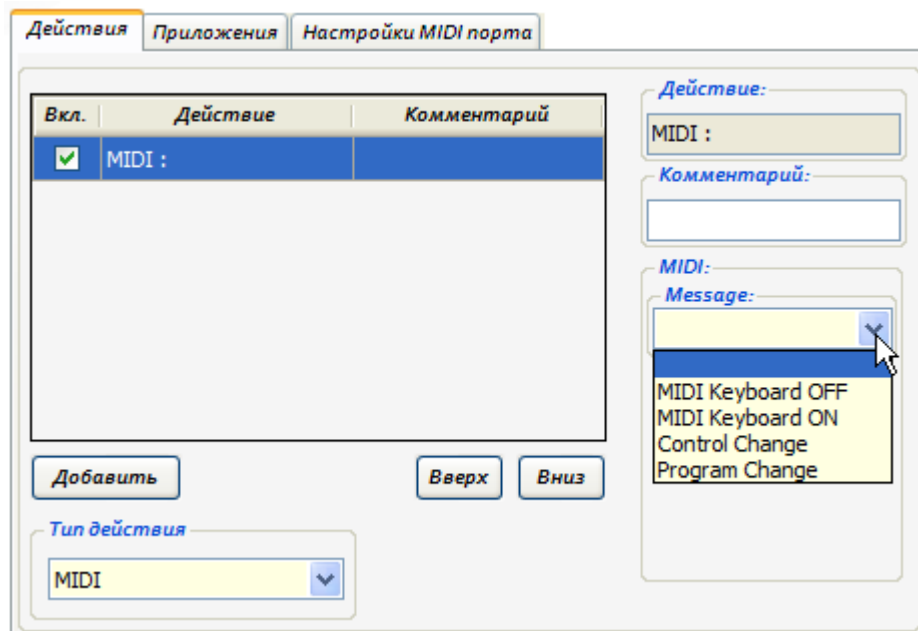 Действия Приложения Настройки MIDI порта
Вкл. Действие Комментарий
MIDI :
Действие:
MIDI :
Комментарий:
MIDI:
Message:
MIDI Keyboard OFF
MIDI Keyboard ON
Control Change
Program Change
Добавить Вверх Вниз
Тип действия
MIDI